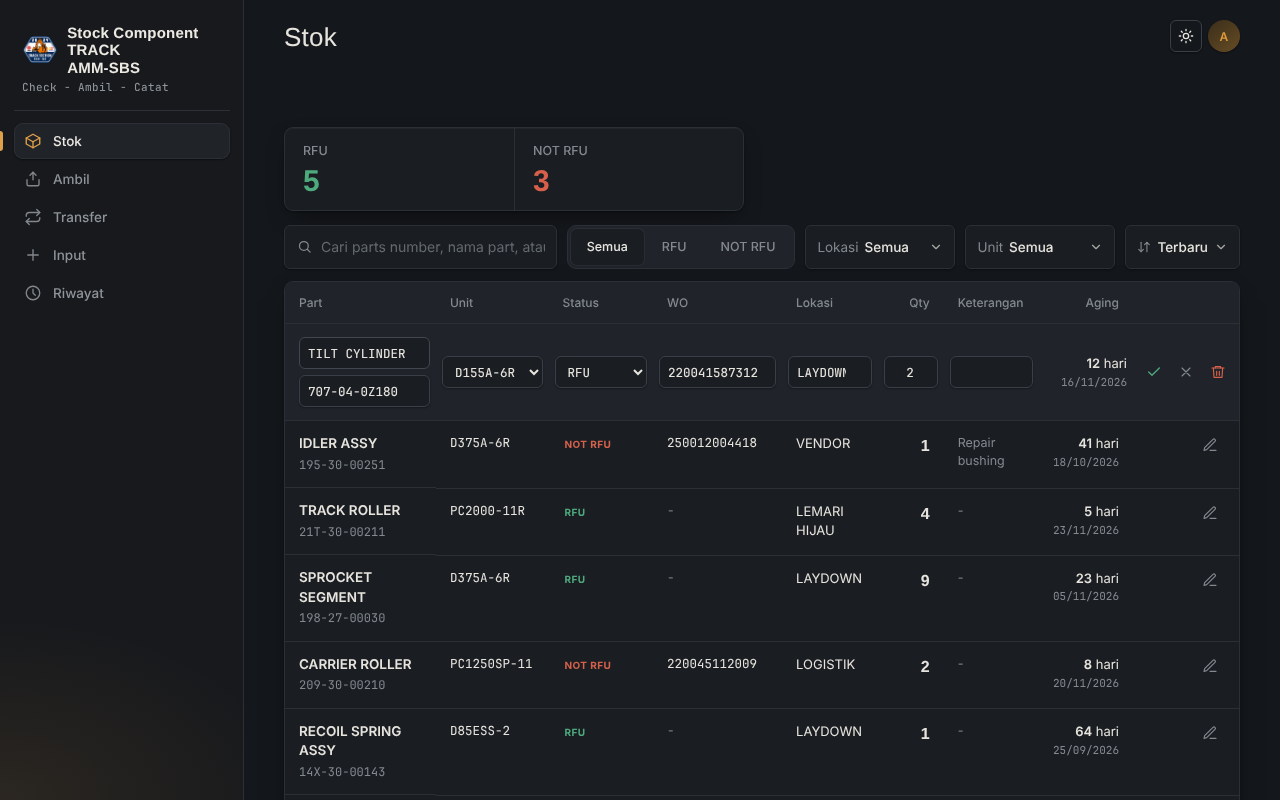 Stock Component
TRACK
AMM-SBS
Check - Ambil - Catat
Stok
Ambil
Transfer
Input
Riwayat
Stok
A
RFU
5
NOT RFU
3
Cari parts number, nama part, atau
Semua RFU NOT RFU
Lokasi Semua
Unit Semua
Terbaru
Part Unit Status WO Lokasi Qty Keterangan Aging
TILT CYLINDER
707-04-0Z180
D155A-6R RFU 220041587312 LAYDOWN 2
12 hari
16/11/2026
IDLER ASSY
195-30-00251
D375A-6R NOT RFU 250012004418 VENDOR 1
Repair
bushing
41 hari
18/10/2026
TRACK ROLLER
21T-30-00211
PC2000-11R RFU -
LEMARI
HIJAU
4 -
5 hari
23/11/2026
SPROCKET
SEGMENT
198-27-00030
D375A-6R RFU - LAYDOWN 9 -
23 hari
05/11/2026
CARRIER ROLLER
209-30-00210
PC1250SP-11 NOT RFU 220045112009 LOGISTIK 2 -
8 hari
20/11/2026
RECOIL SPRING
ASSY
14X-30-00143
D85ESS-2 RFU - LAYDOWN 1 -
64 hari
25/09/2026